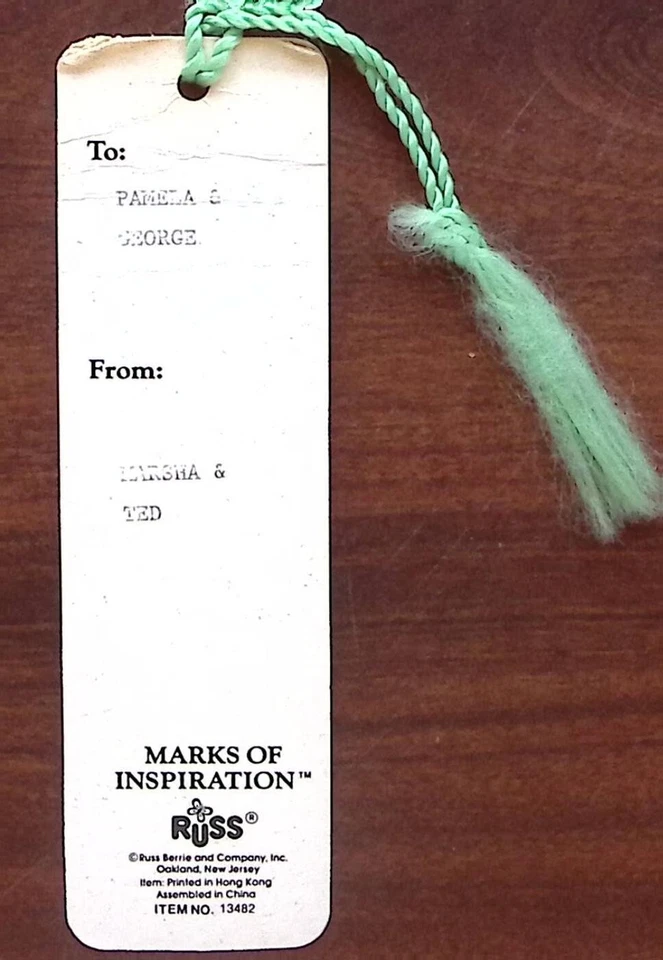 To:
PAMELA &
GEORGE
From:
MARSHA &
TED
MARKS OF
INSPIRATION™
RUSS®
©Russ Berrie and Company, Inc.
Oakland, New Jersey
Item: Printed in Hong Kong
Assembled in China
ITEM NO. 13482